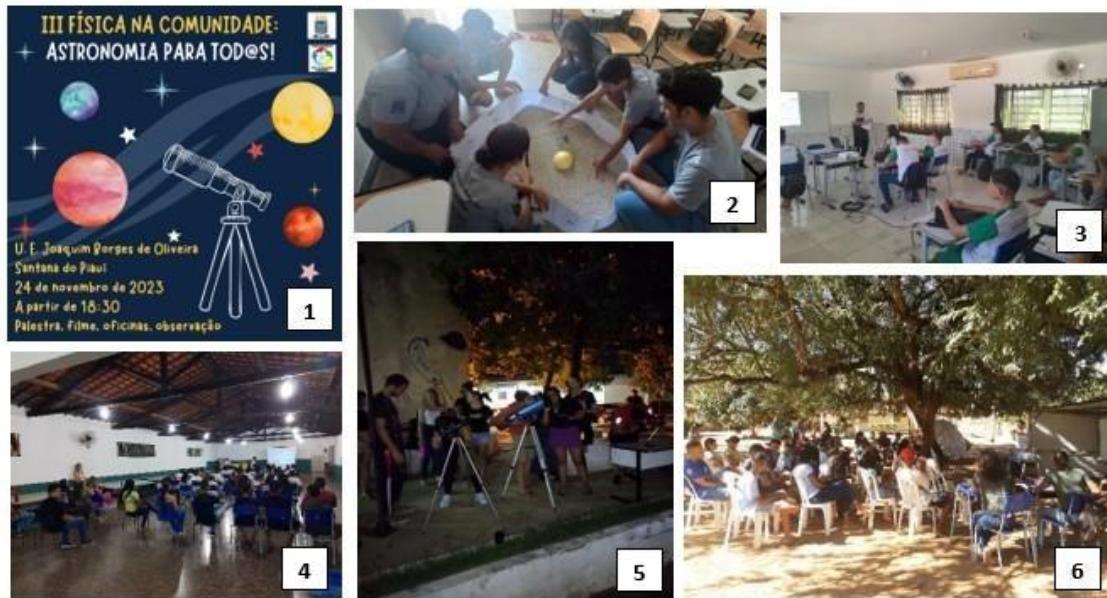 III FÍSICA NA COMUNIDADE:
ASTRONOMIA PARA TOD@S!
U. E. Joaquim Borges de Oliveira
Santana do Piauí
24 de novembro de 2023
A partir de 18:30
Palestra, filme, oficinas, observação
1
2
3
4
5
6